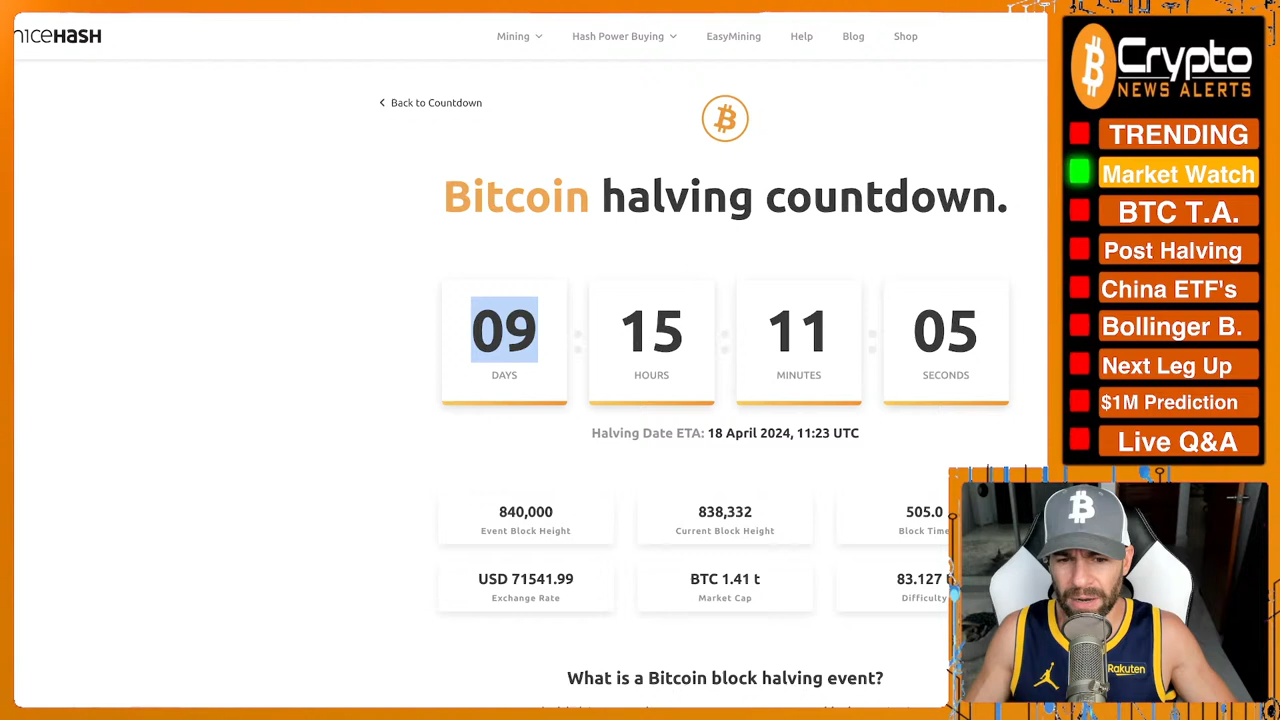 niceHASH
Mining
Hash Power Buying
EasyMining
Help
Blog
Shop
Back to Countdown
Bitcoin halving countdown.
09 : 15 : 11 : 05
DAYS HOURS MINUTES SECONDS
Halving Date ETA: 18 April 2024, 11:23 UTC
840,000
Event Block Height
838,332
Current Block Height
505.0
Block Time
USD 71541.99
Exchange Rate
BTC 1.41 t
Market Cap
83.127
Difficulty
What is a Bitcoin block halving event?
Crypto
NEWS ALERTS
TRENDING
Market Watch
BTC T.A.
Post Halving
China ETF's
Bollinger B.
Next Leg Up
$1M Prediction
Live Q&A
Rakuten